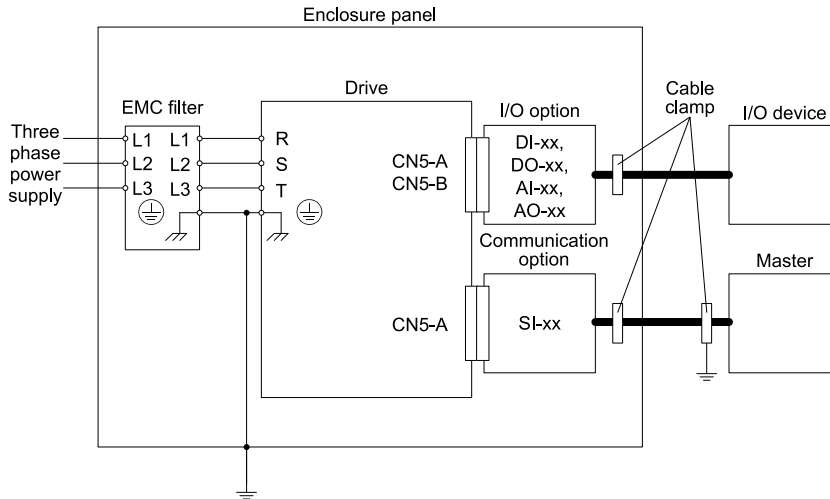 Enclosure panel
Drive
EMC filter
Three
phase
power
supply
L1 L1
L2 L2
L3 L3
R
S
T
CN5-A
CN5-B
I/O option
DI-xx,
DO-xx,
AI-xx,
AO-xx
Cable
clamp
I/O device
Communication
option
CN5-A
SI-xx
Master